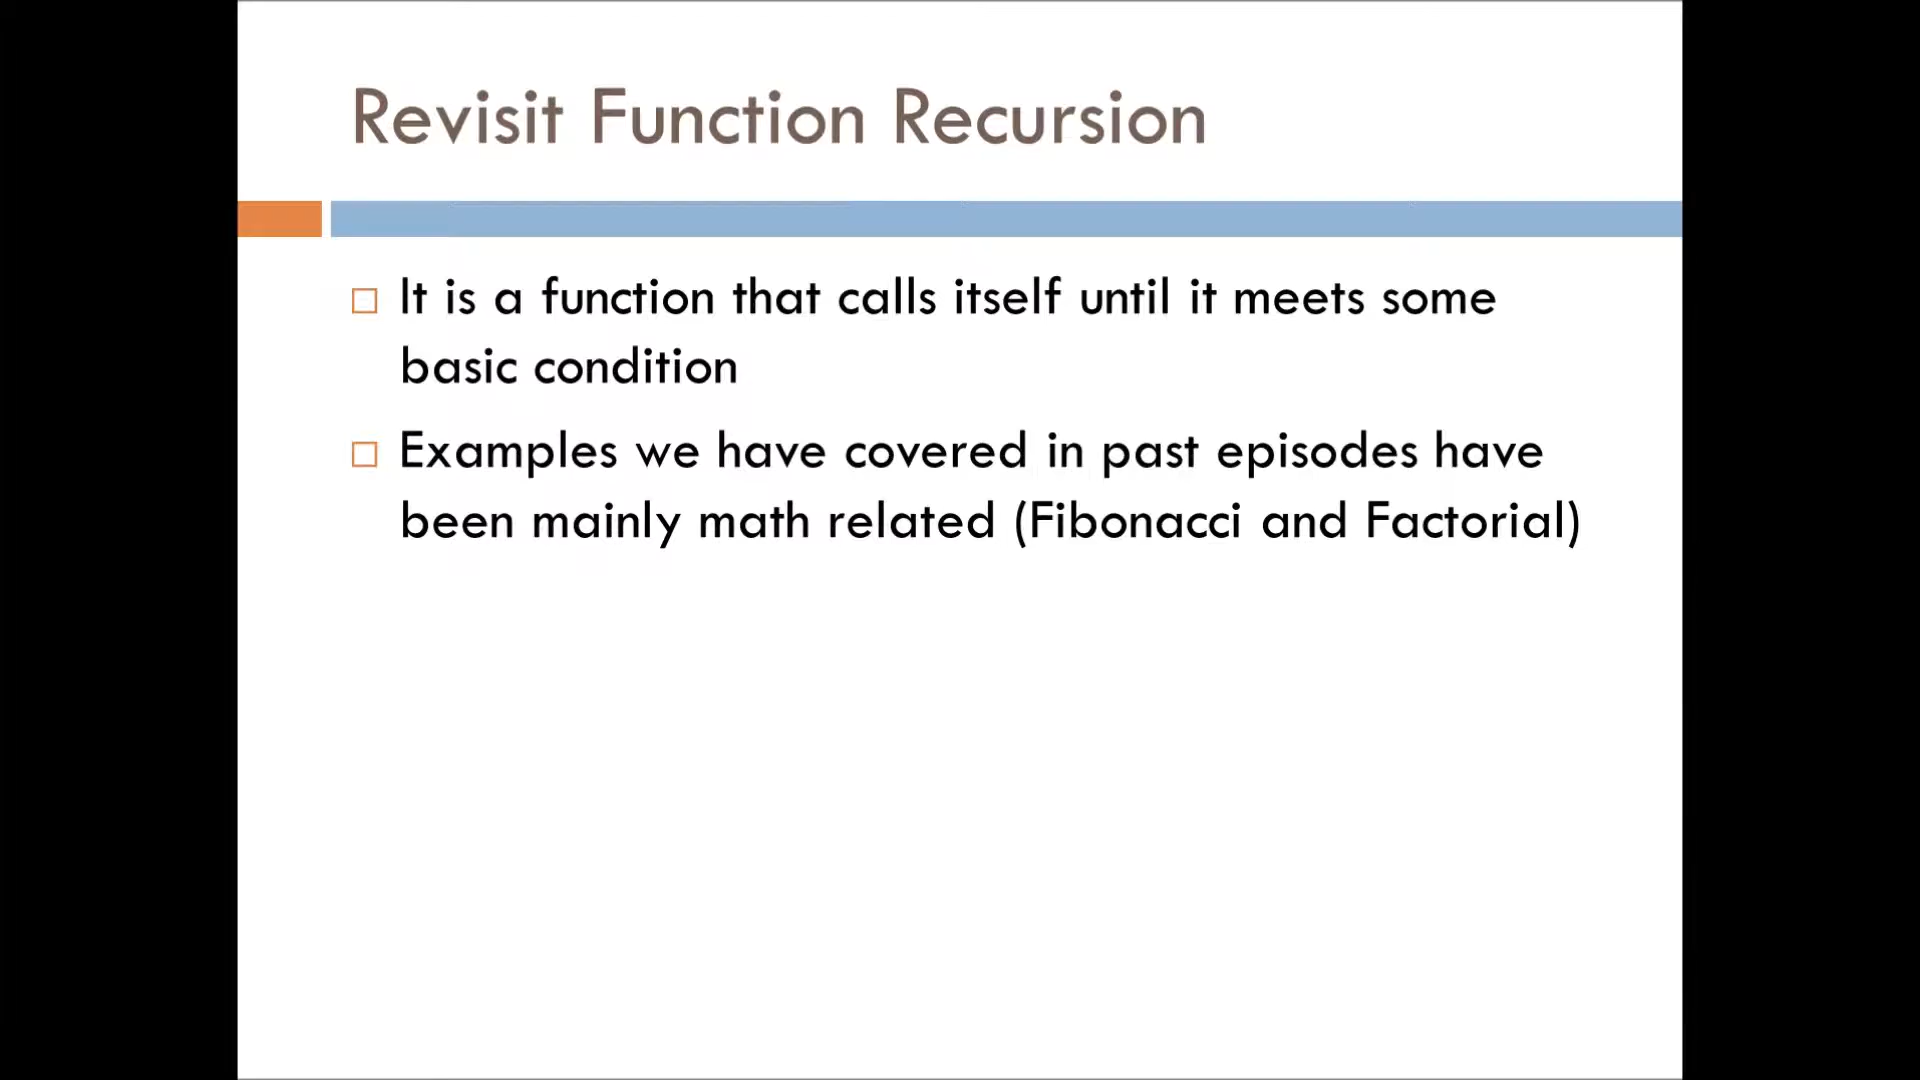 Revisit Function Recursion
It is a function that calls itself until it meets some
basic condition
Examples we have covered in past episodes have
been mainly math related (Fibonacci and Factorial)